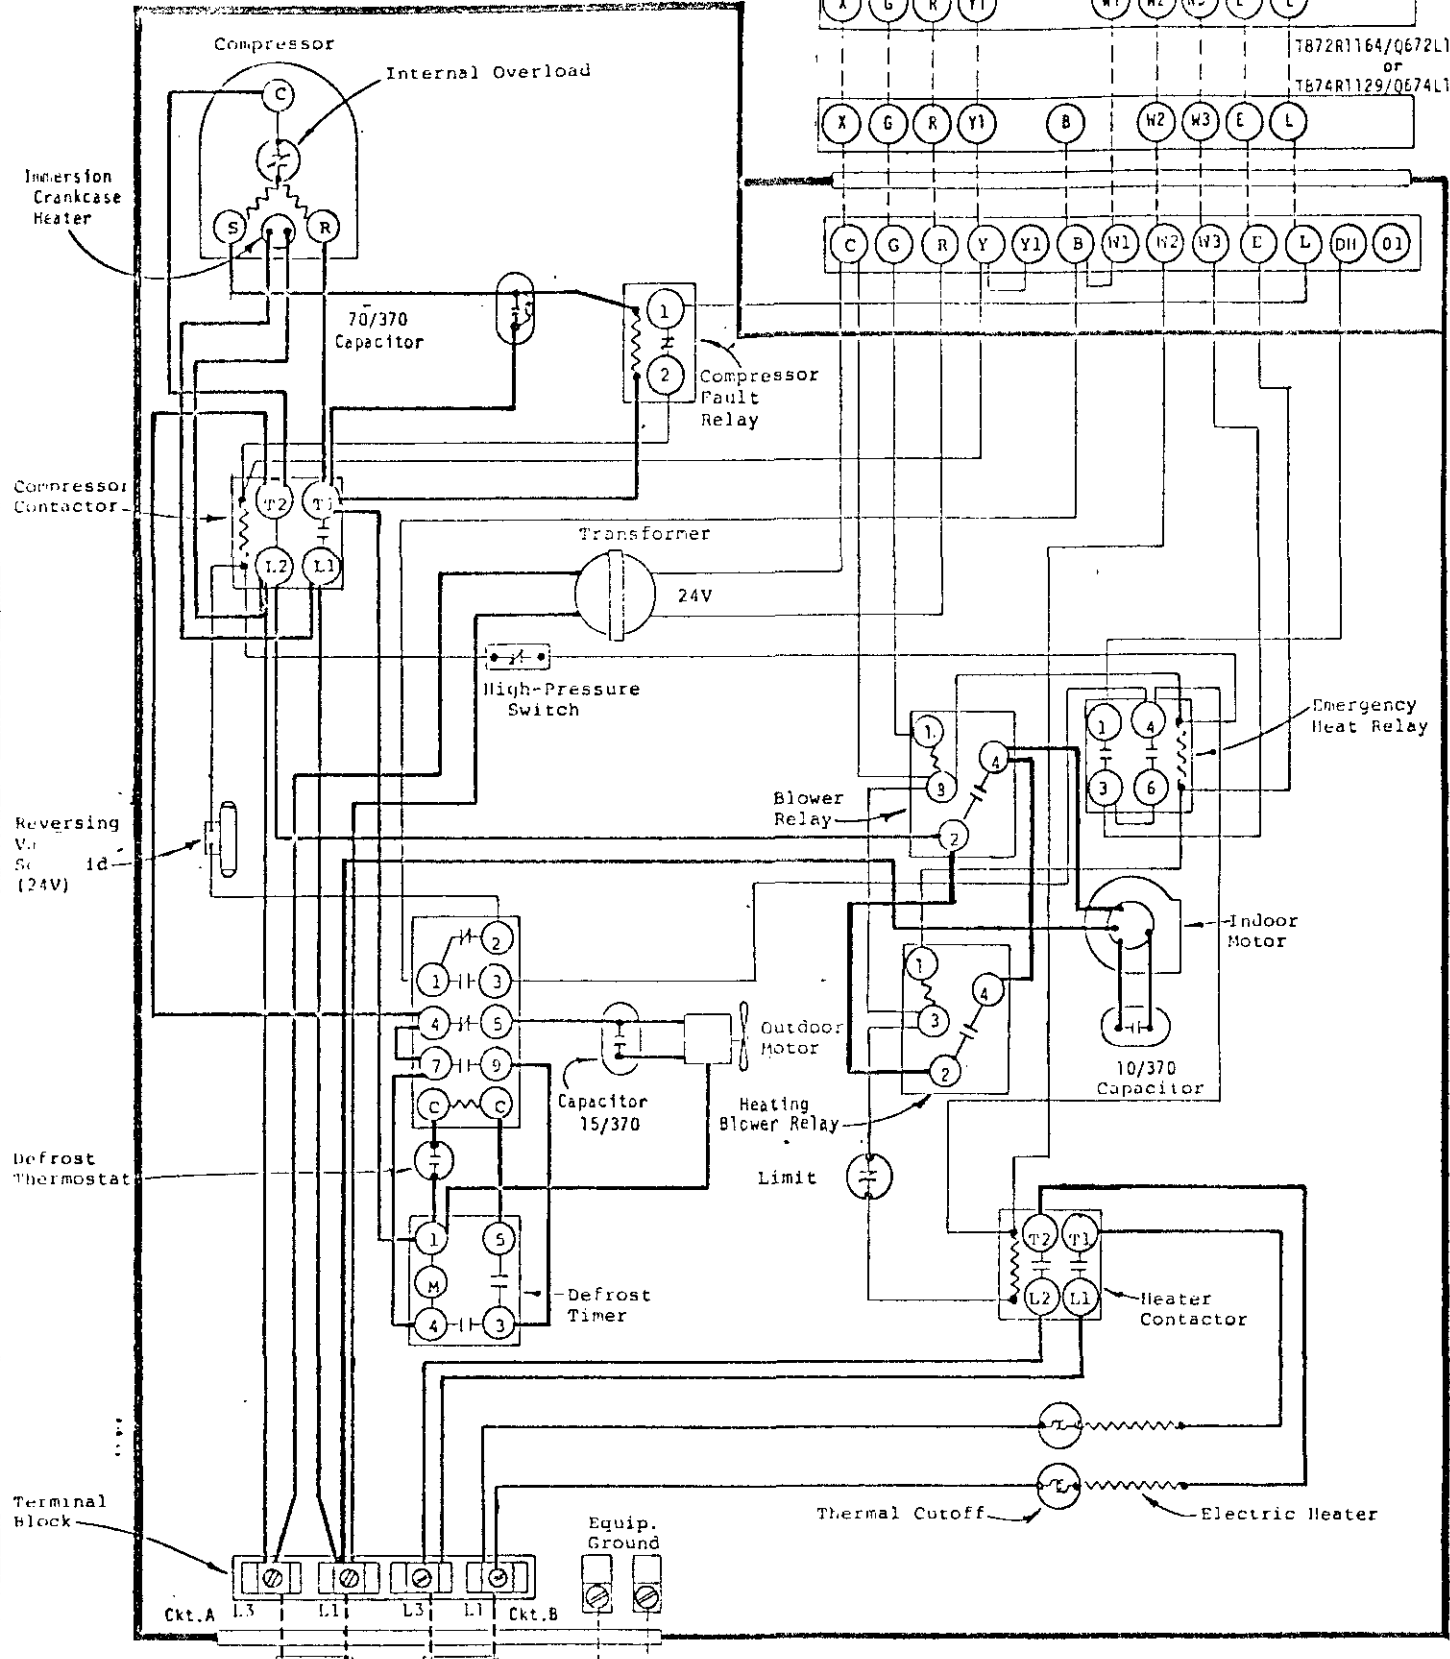 X G R Y1 W1 W2 W3 E L
T872R1164/Q672L1
or
T874R1129/Q674L1
X G R Y1 B W2 W3 E L
C G R Y Y1 B W1 W2 W3 E L DH O1
Compressor
Internal Overload
C
Immersion
Crankcase
Heater
S R
70/370
Capacitor
1
2
Compressor
Fault
Relay
Compressor
Contactor
T2 T1
L2 L1
Transformer
24V
High-Pressure
Switch
Emergency
Heat Relay
1 4
3 6
Blower
Relay
1
4
3
2
Reversing
(24V)
Indoor
Motor
10/370
Capacitor
2
1 3
4 5
7 9
C C
Outdoor
Motor
Capacitor
15/370
Heating
Blower Relay
1
4
3
2
Defrost
Thermostat
Limit
1 5
M
4 3
Defrost
Timer
T2 T1
L2 L1
Heater
Contactor
Thermal Cutoff
Electric Heater
Terminal
Block
Equip.
Ground
Ckt.A L3 L1 L3 L1 Ckt.B